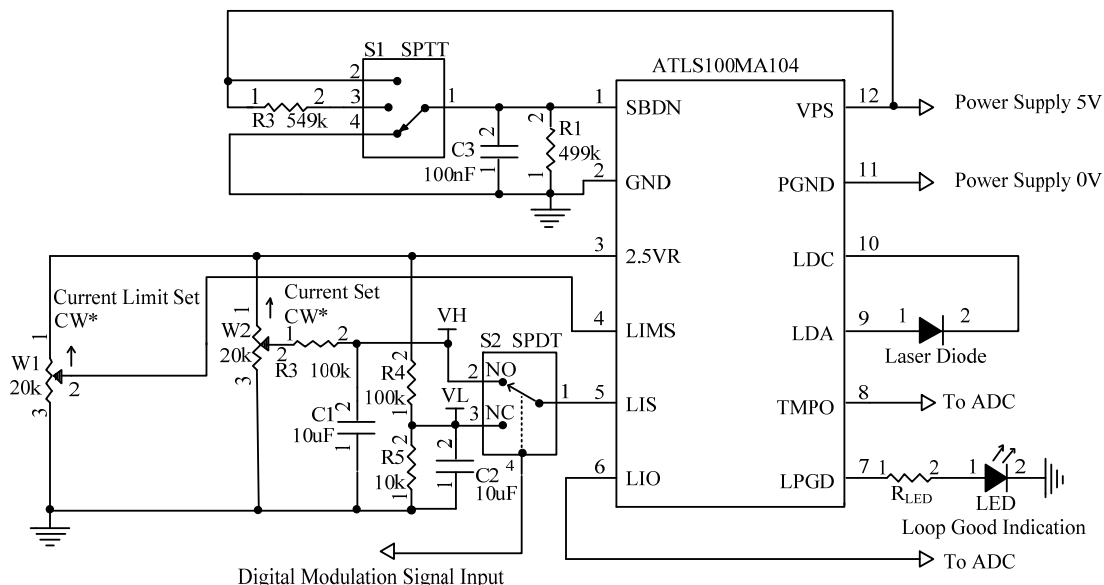 ATLS100MA104
S1 SPTT
2
1 3 2
R3 549k
4
1
2
C3
1
100nF
2
R1
499k
1
1 SBDN
2 GND
3 2.5VR
4 LIMS
5 LIS
6 LIO
VPS 12 Power Supply 5V
PGND 11 Power Supply 0V
LDC 10
LDA 9 1 2
Laser Diode
TMPO 8 To ADC
LPGD 7 1 2 1 2
RLED LED
Loop Good Indication
To ADC
Current Limit Set
CW*
1
W1
20k
2
3
Current Set
CW*
1
W2
20k
3
2
1 2
R3 100k
VH
2
C1
10uF
1
2
R4
100k
1
VL
2
R5
10k
1
2
C2
1
10uF
S2 SPDT
2 NO
3 NC
1
4
Digital Modulation Signal Input